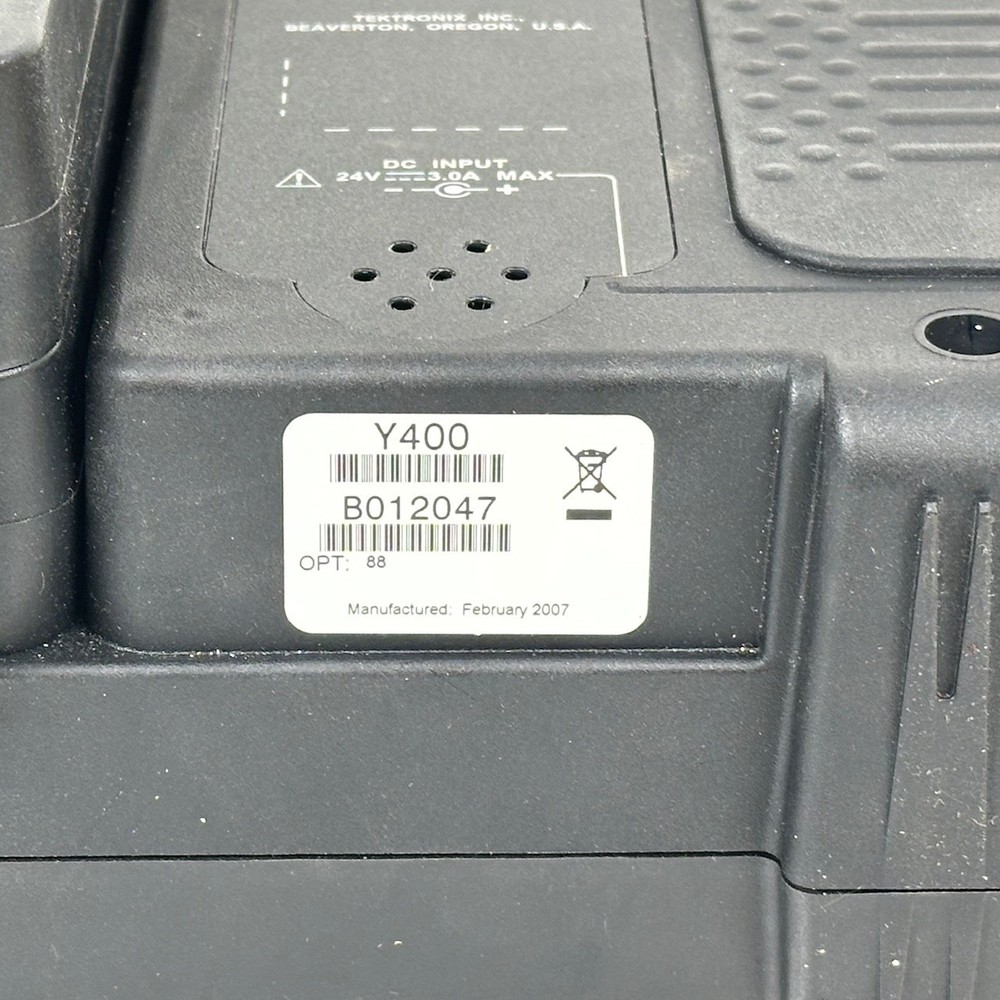 TEKTRONIX INC.,
BEAVERTON, OREGON, U.S.A.
DC INPUT
24V 3.0A MAX
- +
Y400
B012047
OPT: 88
Manufactured: February 2007